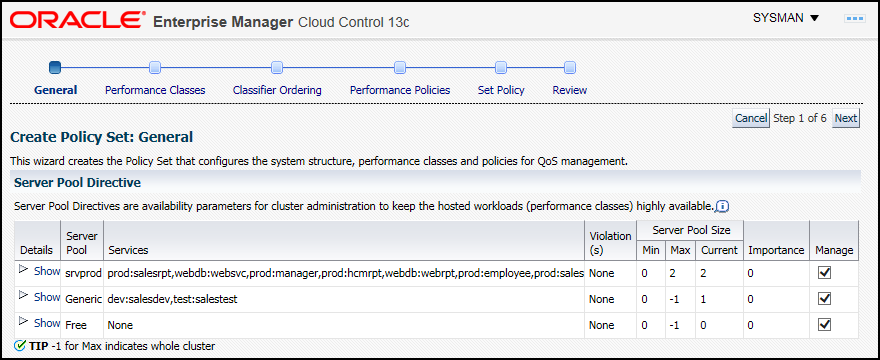 ORACLE Enterprise Manager Cloud Control 13c SYSMAN
General Performance Classes Classifier Ordering Performance Policies Set Policy Review
Cancel Step 1 of 6 Next
Create Policy Set: General
This wizard creates the Policy Set that configures the system structure, performance classes and policies for QoS management.
Server Pool Directive
Server Pool Directives are availability parameters for cluster administration to keep the hosted workloads (performance classes) highly available.
Server Violation Server Pool Size
Details Pool Services (s) Min Max Current Importance Manage
Show srvprod prod:salesrpt,webdb:websvc,prod:manager,prod:hcmrpt,webdb:webrpt,prod:employee,prod:sales None 0 2 2 0
Show Generic dev:salesdev,test:salestest None 0 -1 1 0
Show Free None None 0 -1 0 0
TIP -1 for Max indicates whole cluster